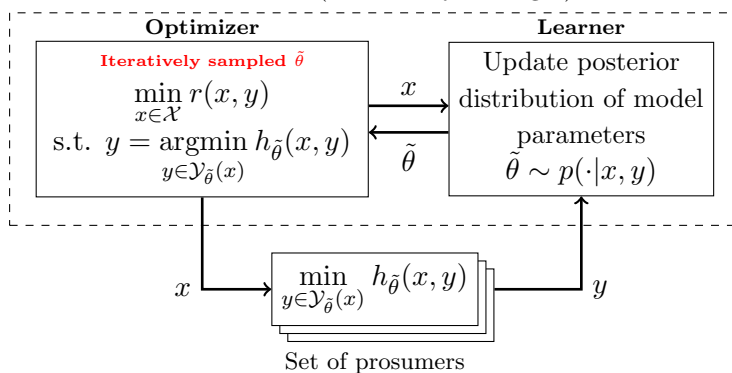 Optimizer
Learner
Iteratively sampled θ̃
min r(x, y)
x∈𝒳
s.t. y = argmin h_θ̃(x, y)
y∈𝒴_θ̃(x)
x
θ̃
Update posterior
distribution of model
parameters
θ̃ ∼ p(·|x, y)
x
min h_θ̃(x, y)
y∈𝒴_θ̃(x)
y
Set of prosumers